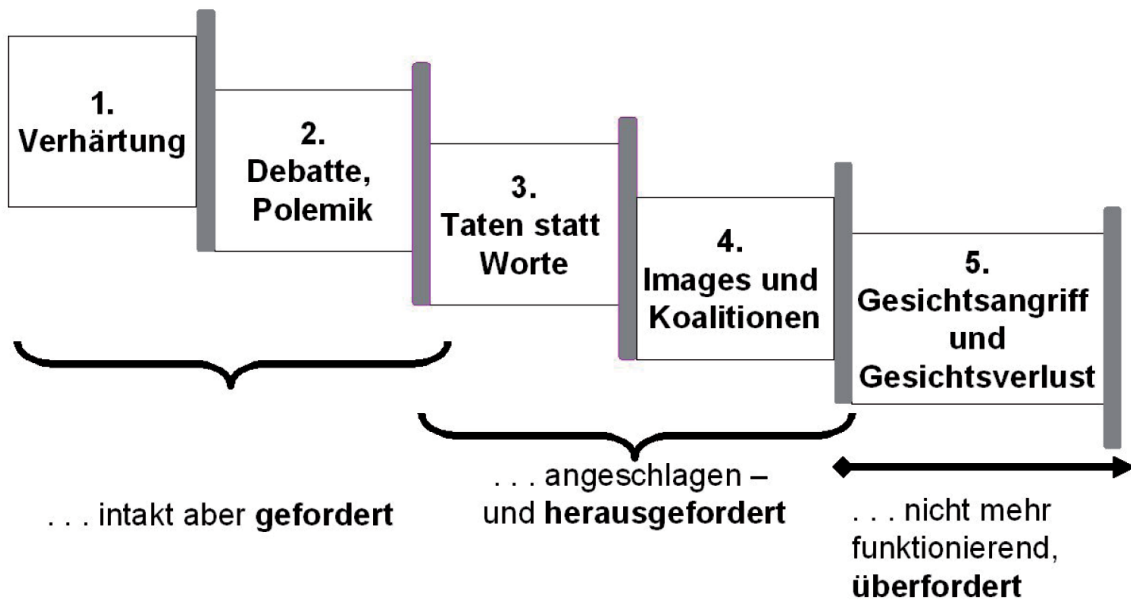 1.
Verhärtung
2.
Debatte,
Polemik
3.
Taten statt
Worte
4.
Images und
Koalitionen
5.
Gesichtsangriff
und
Gesichtsverlust
. . . intakt aber gefordert
. . . angeschlagen –
und herausgefordert
. . . nicht mehr
funktionierend,
überfordert